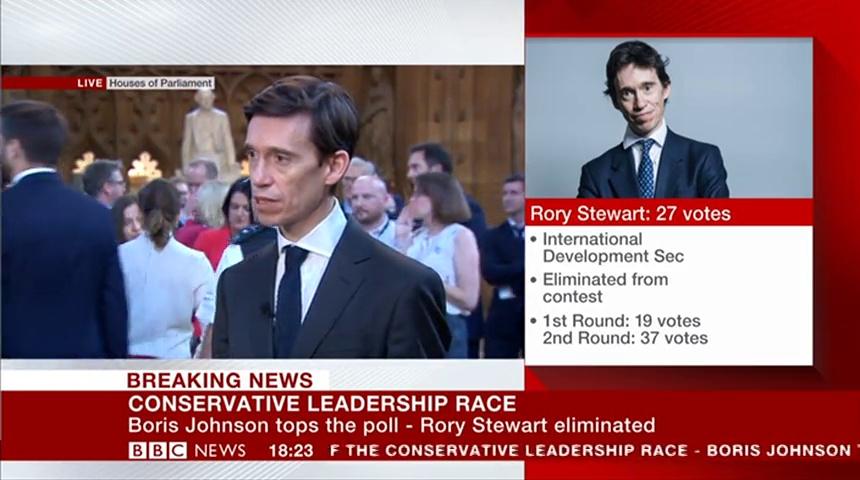 LIVE Houses of Parliament
Rory Stewart: 27 votes
• International
Development Sec
• Eliminated from
contest
• 1st Round: 19 votes
2nd Round: 37 votes
BREAKING NEWS
CONSERVATIVE LEADERSHIP RACE
Boris Johnson tops the poll - Rory Stewart eliminated
BBC NEWS 18:23 F THE CONSERVATIVE LEADERSHIP RACE - BORIS JOHNSON